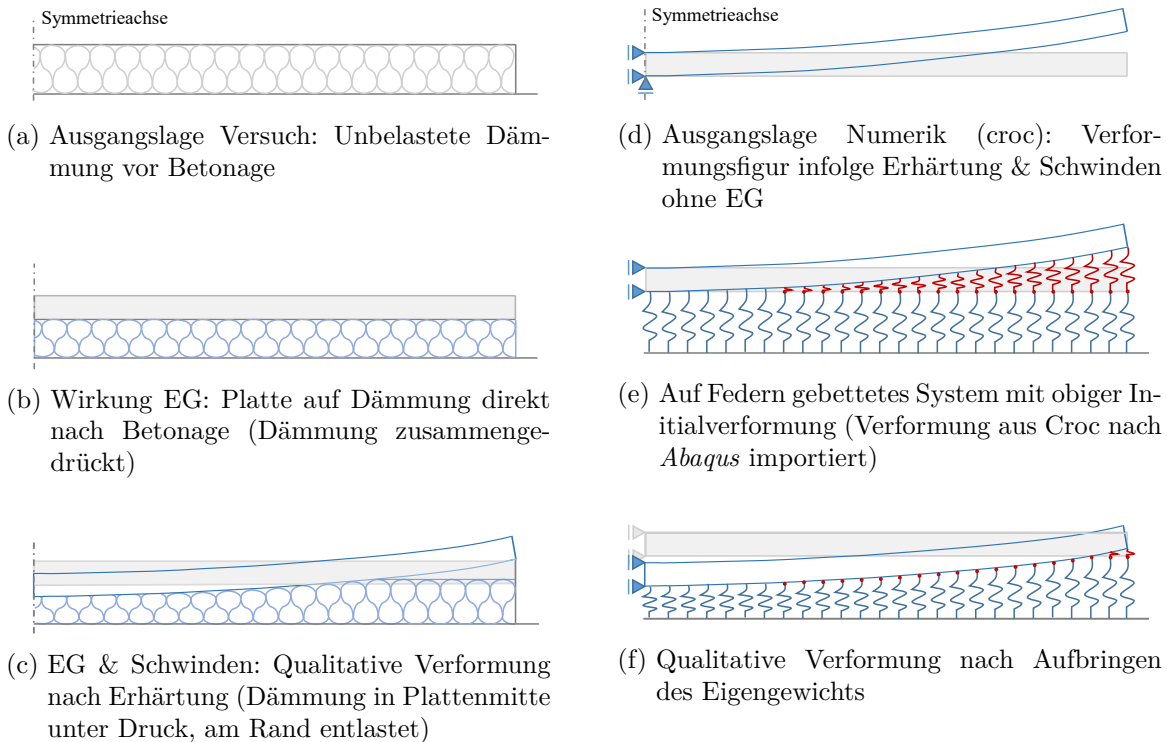 Symmetrieachse
(a) Ausgangslage Versuch: Unbelastete Däm-
mung vor Betonage
(b) Wirkung EG: Platte auf Dämmung direkt
nach Betonage (Dämmung zusammenge-
drückt)
(c) EG & Schwinden: Qualitative Verformung
nach Erhärtung (Dämmung in Plattenmitte
unter Druck, am Rand entlastet)
Symmetrieachse
(d) Ausgangslage Numerik (croc): Verfor-
mungsfigur infolge Erhärtung & Schwinden
ohne EG
(e) Auf Federn gebettetes System mit obiger In-
itialverformung (Verformung aus Croc nach
Abaqus importiert)
(f) Qualitative Verformung nach Aufbringen
des Eigengewichts